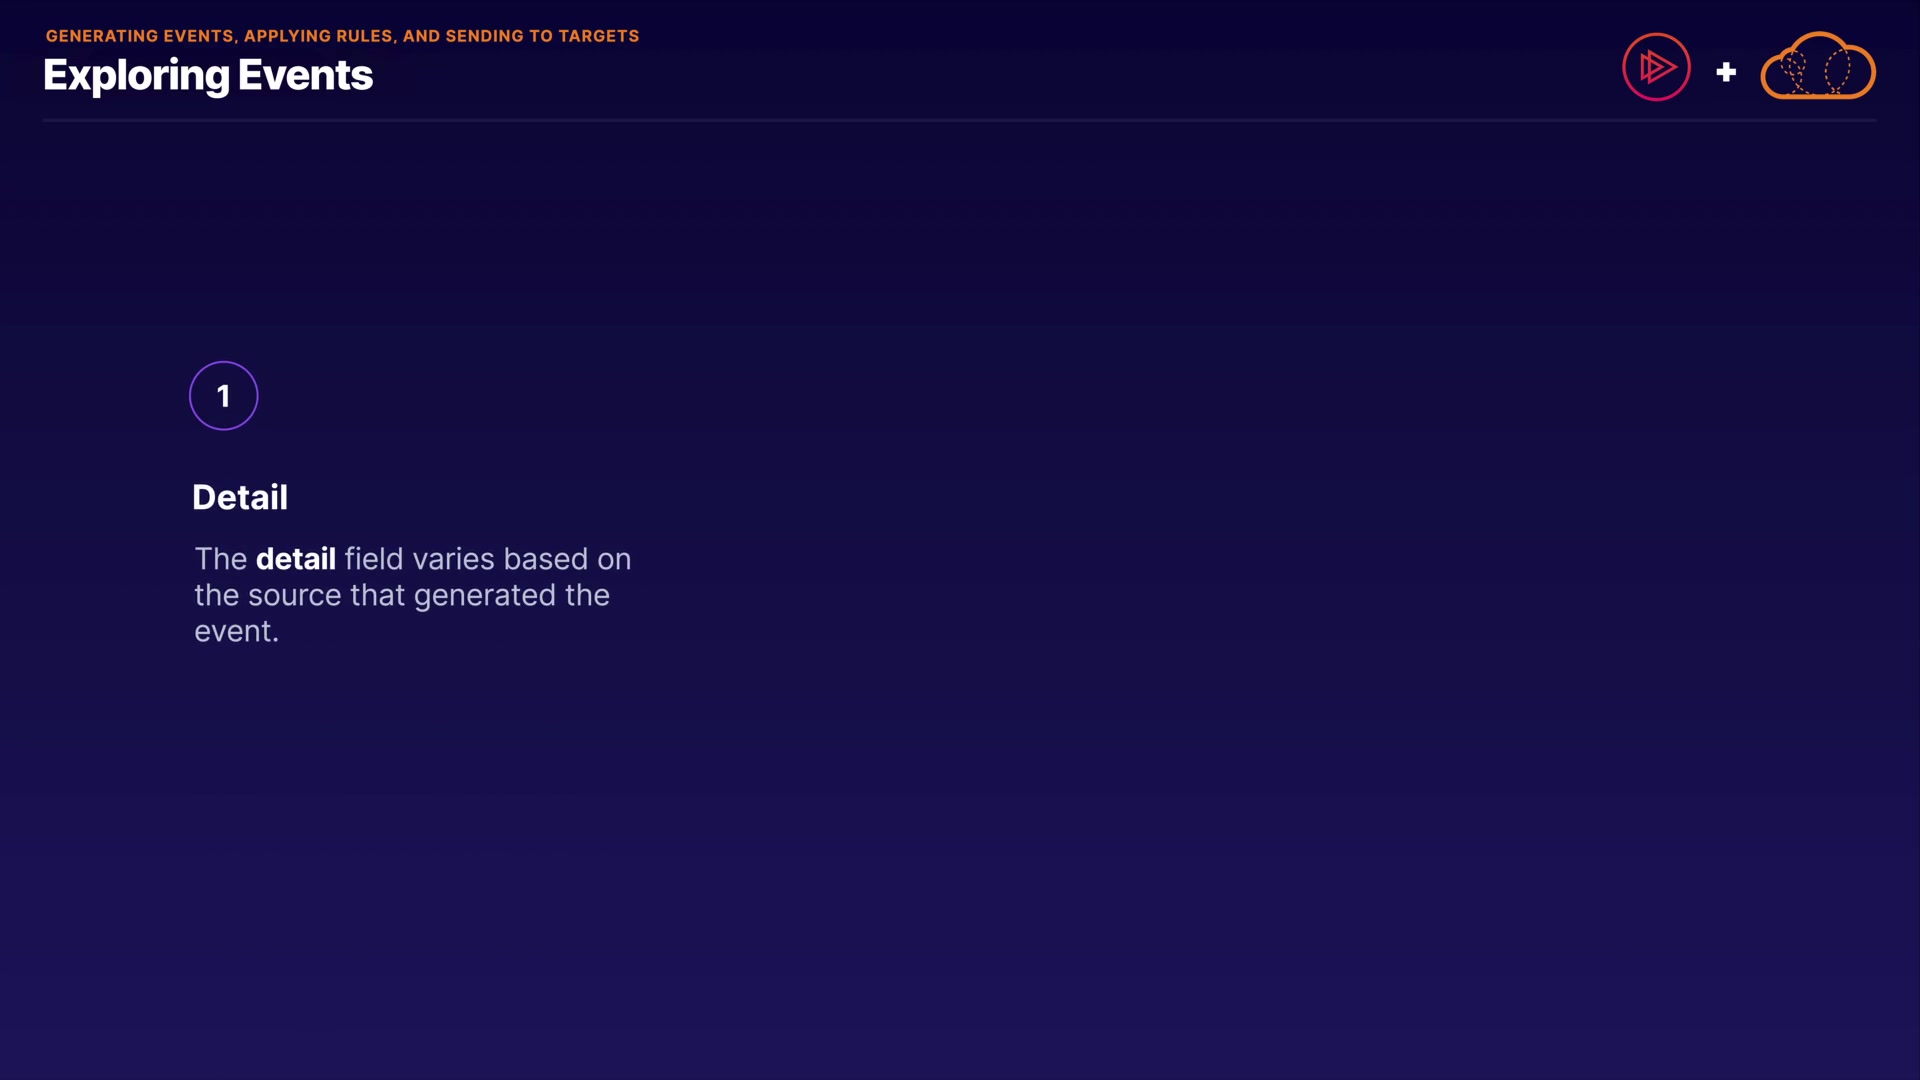 GENERATING EVENTS, APPLYING RULES, AND SENDING TO TARGETS
Exploring Events
1
Detail
The detail field varies based on
the source that generated the
event.